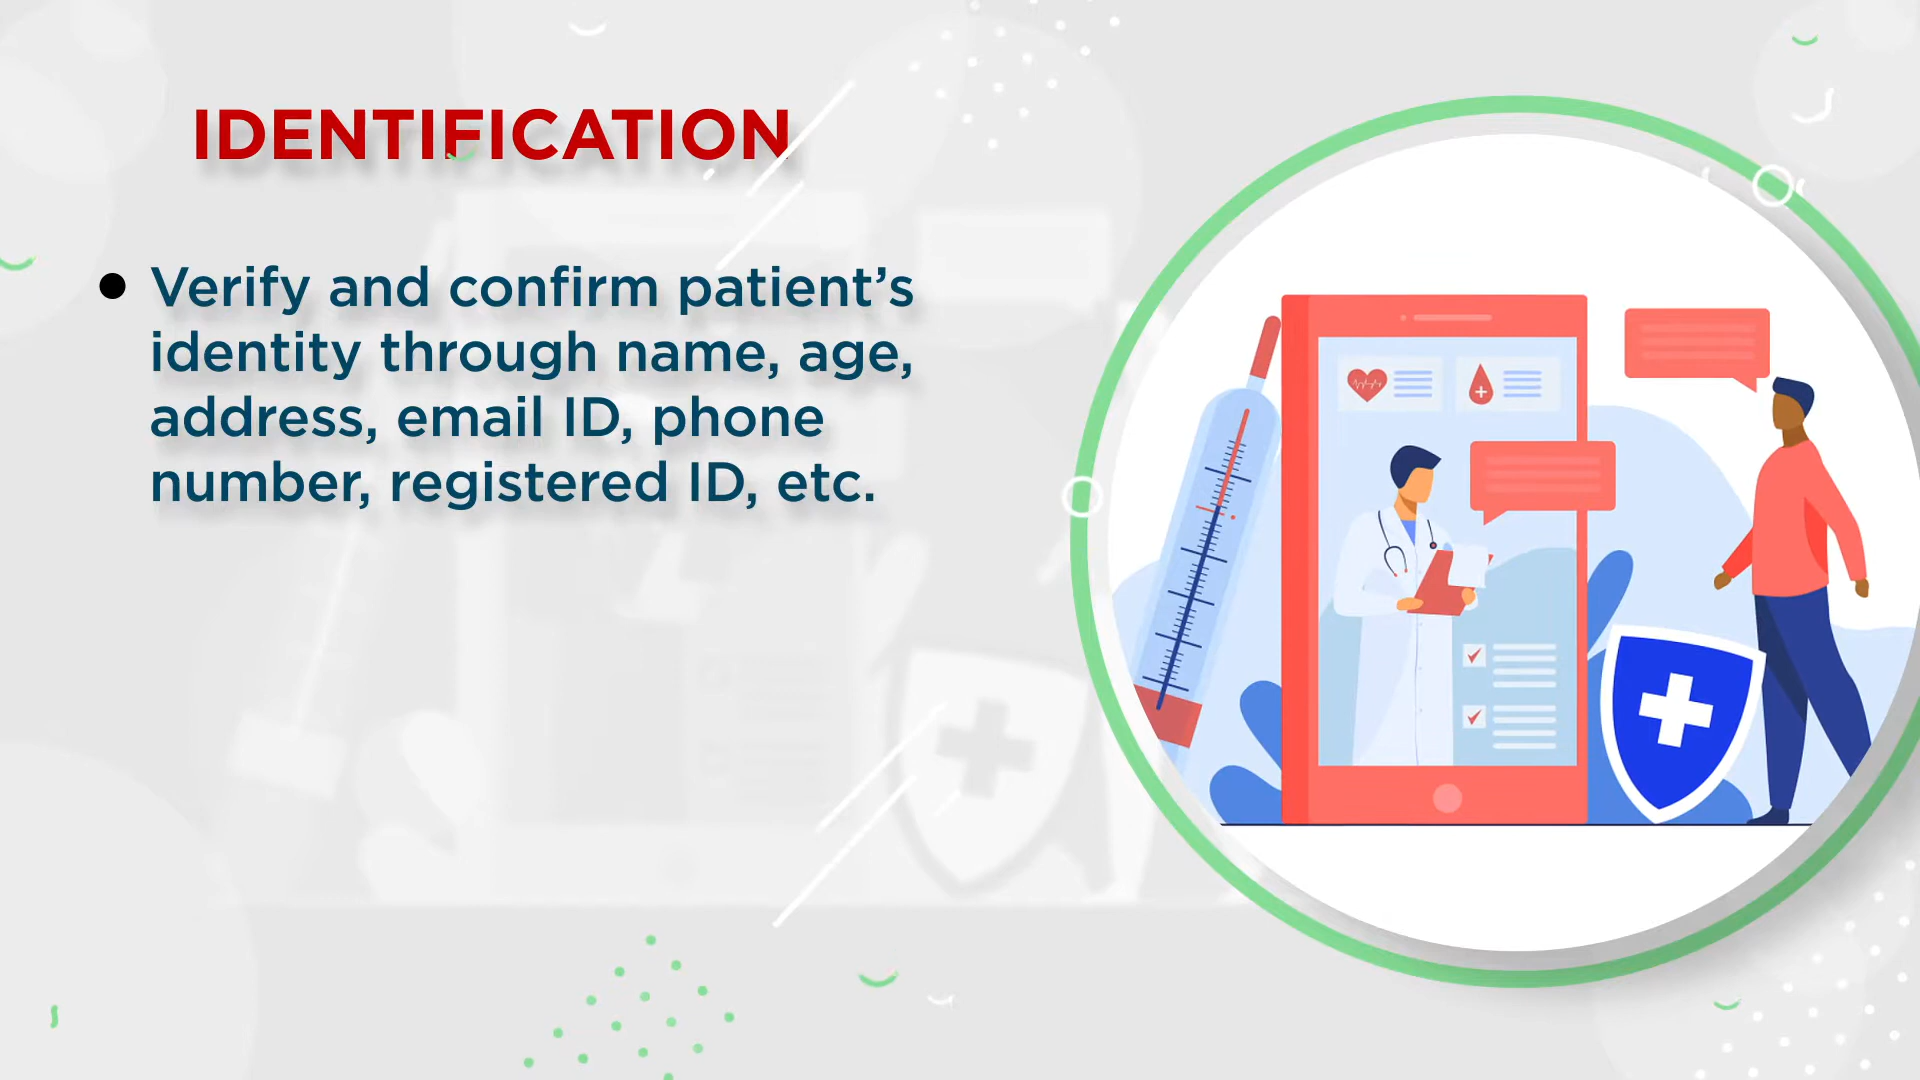 IDENTIFICATION
● Verify and confirm patient’s
identity through name, age,
address, email ID, phone
number, registered ID, etc.